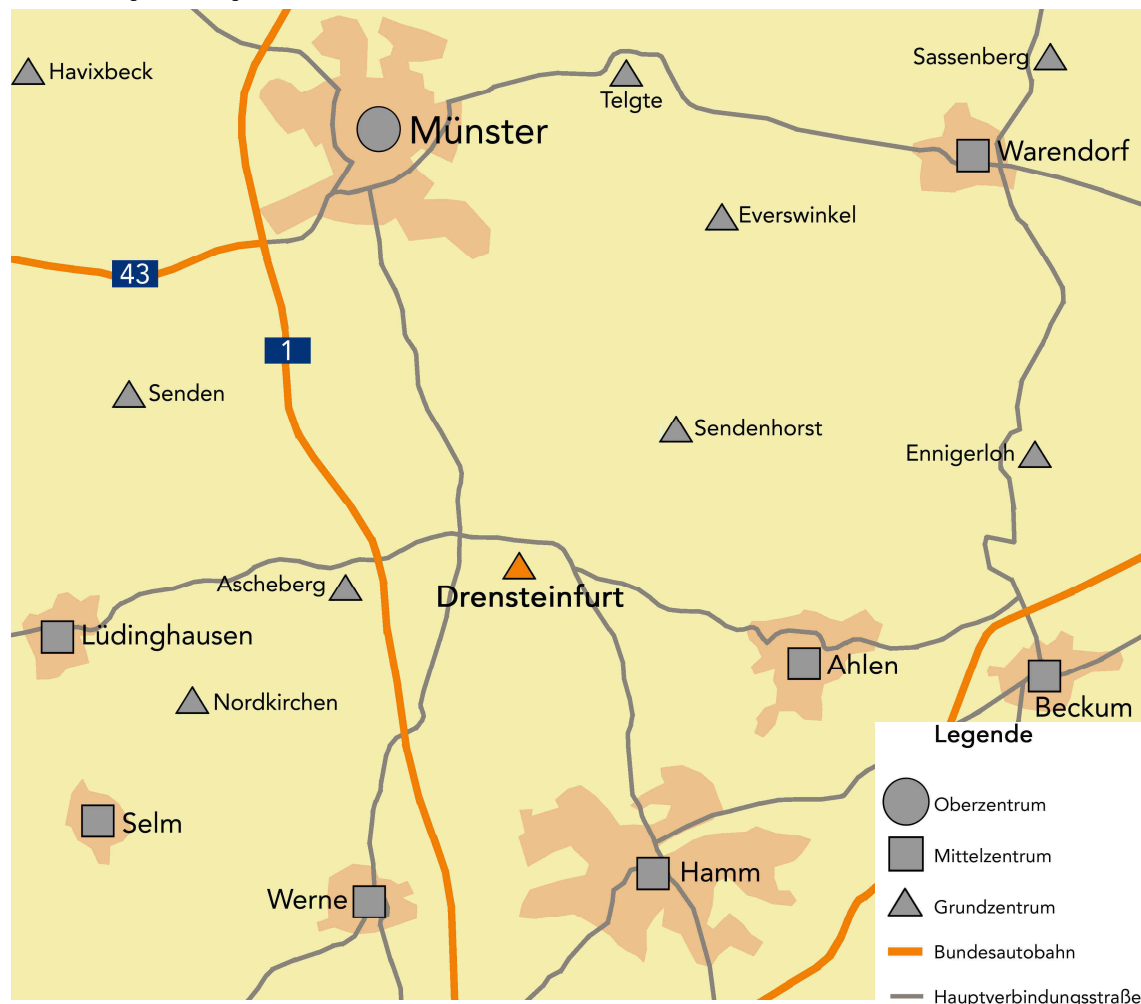 Havixbeck
Münster
Telgte
Sassenberg
Warendorf
Everswinkel
43
1
Senden
Sendenhorst
Ennigerloh
Ascheberg
Drensteinfurt
Lüdinghausen
Ahlen
Nordkirchen
Beckum
Selm
Hamm
Werne
Legende
Oberzentrum
Mittelzentrum
Grundzentrum
Bundesautobahn
Hauptverbindungsstraße